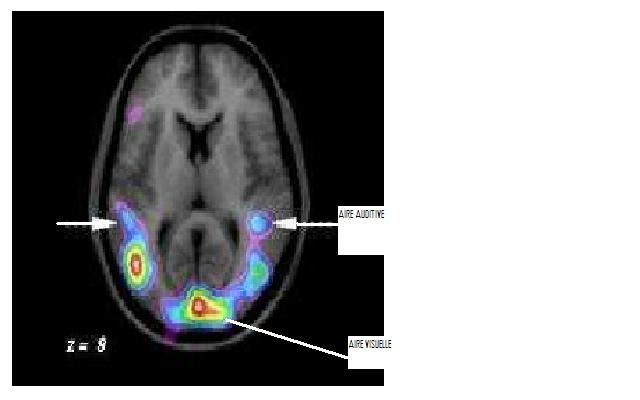 AIRE AUDITIVE
AIRE VISUELLE
z = 8